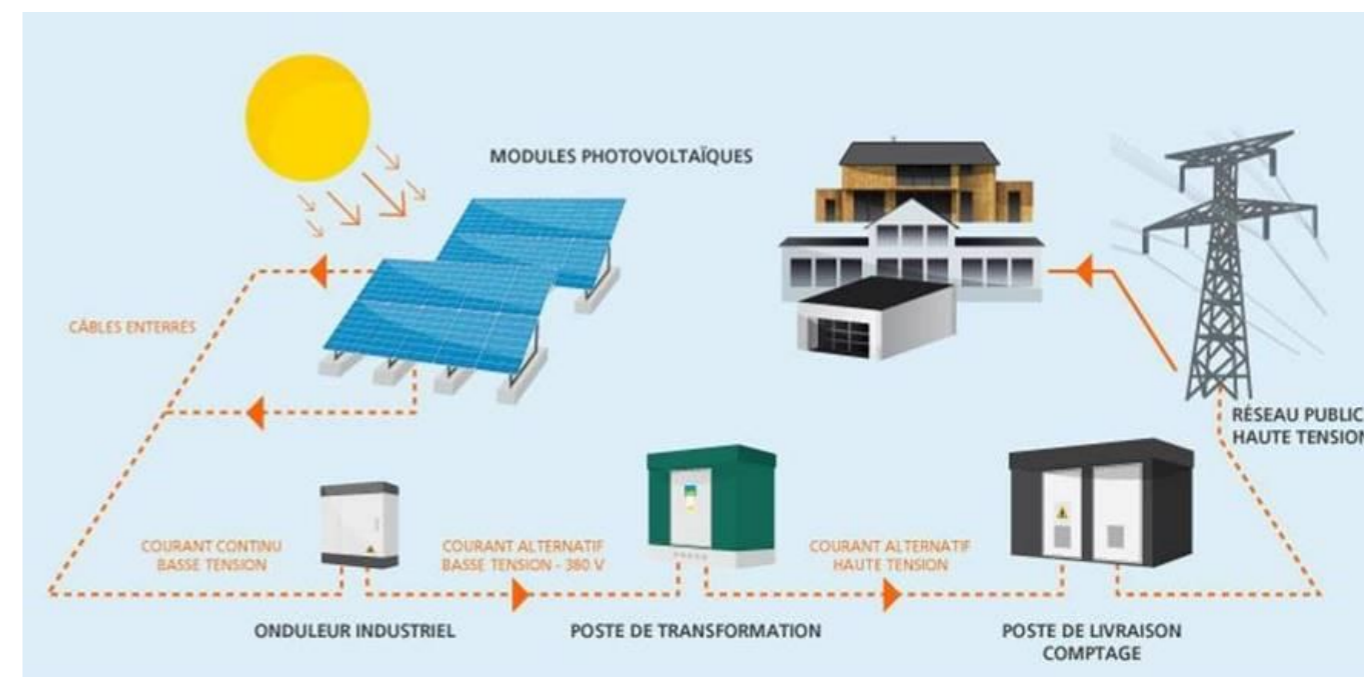 MODULES PHOTOVOLTAÏQUES
CÂBLES ENTERRÉS
RÉSEAU PUBLIC
HAUTE TENSION
COURANT CONTINU
BASSE TENSION
COURANT ALTERNATIF
BASSE TENSION - 380 V
COURANT ALTERNATIF
HAUTE TENSION
ONDULEUR INDUSTRIEL
POSTE DE TRANSFORMATION
POSTE DE LIVRAISON
COMPTAGE